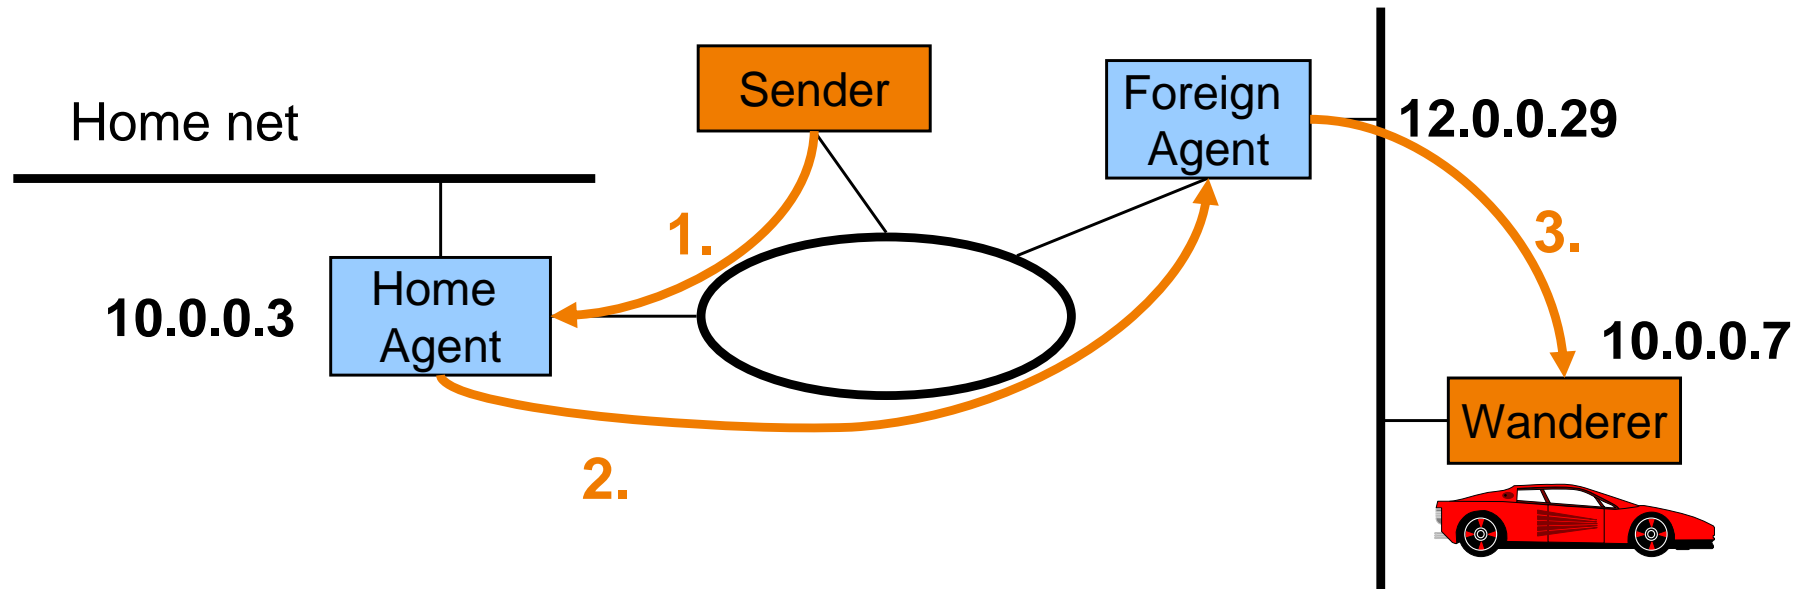 Home net
Sender
Foreign
Agent
12.0.0.29
1.
3.
Home
Agent
10.0.0.3
10.0.0.7
Wanderer
2.